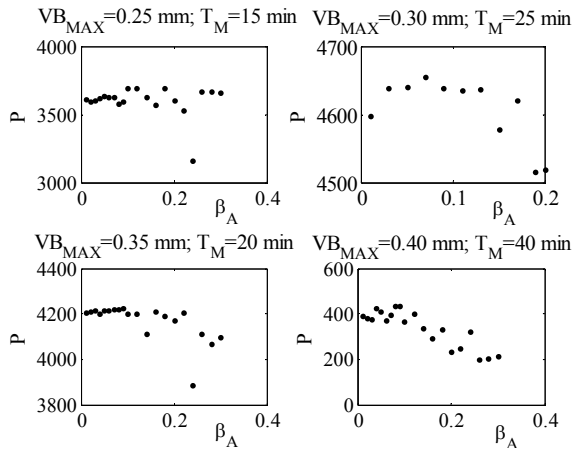 VB_MAX=0.25 mm; T_M=15 min
4000
3500
3000
P
0 0.2 0.4
β_A
VB_MAX=0.30 mm; T_M=25 min
4700
4600
4500
P
0 0.1 0.2
β_A
VB_MAX=0.35 mm; T_M=20 min
4400
4200
3800
P
0 0.2 0.4
β_A
VB_MAX=0.40 mm; T_M=40 min
600
400
200
0
P
0 0.2 0.4
β_A